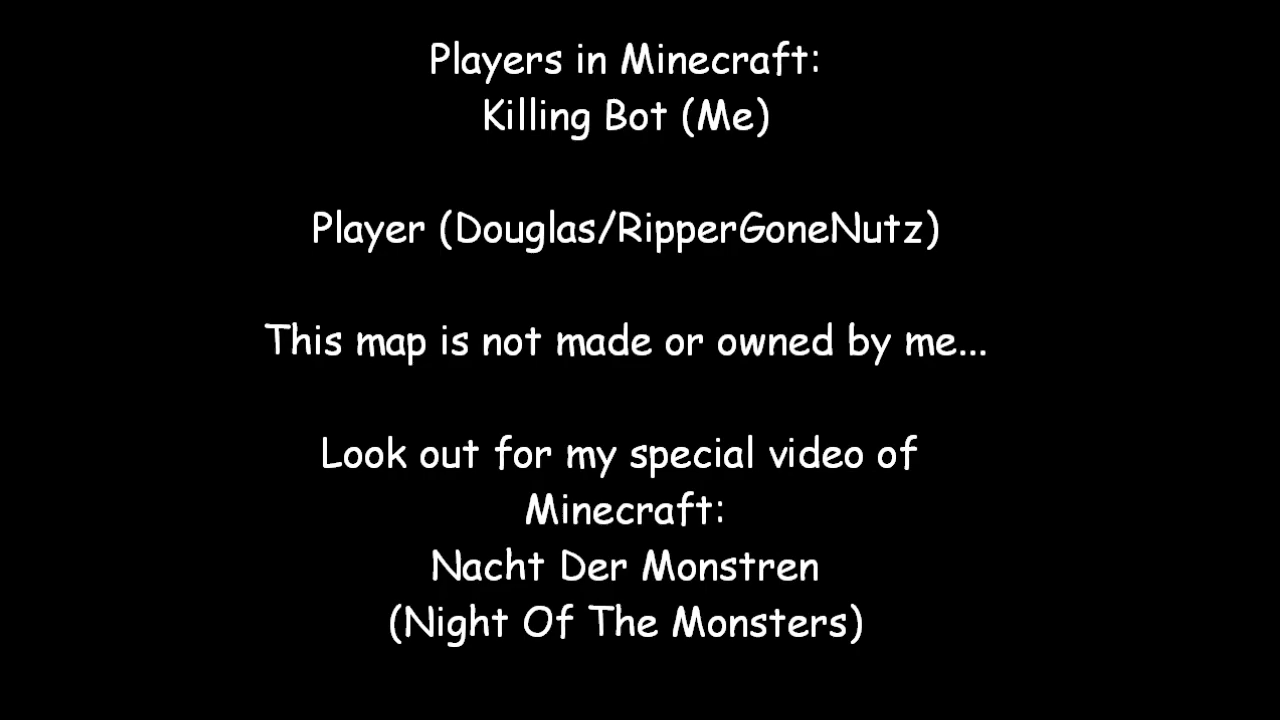 Players in Minecraft:
Killing Bot (Me)
Player (Douglas/RipperGoneNutz)
This map is not made or owned by me...
Look out for my special video of
Minecraft:
Nacht Der Monstren
(Night Of The Monsters)